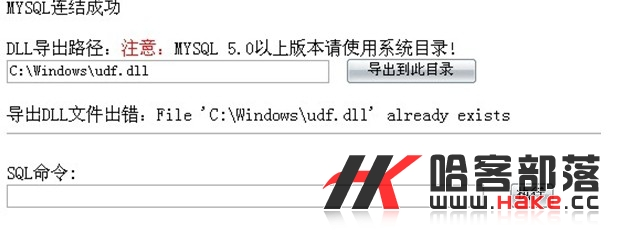 MYSQL连结成功
DLL导出路径：注意：MYSQL 5.0以上版本请使用系统目录!
C:\Windows\udf.dll 导出到此目录
导出DLL文件出错：File 'C:\Windows\udf.dll' already exists
SQL命令:
哈客部落
www.HAKE.cc